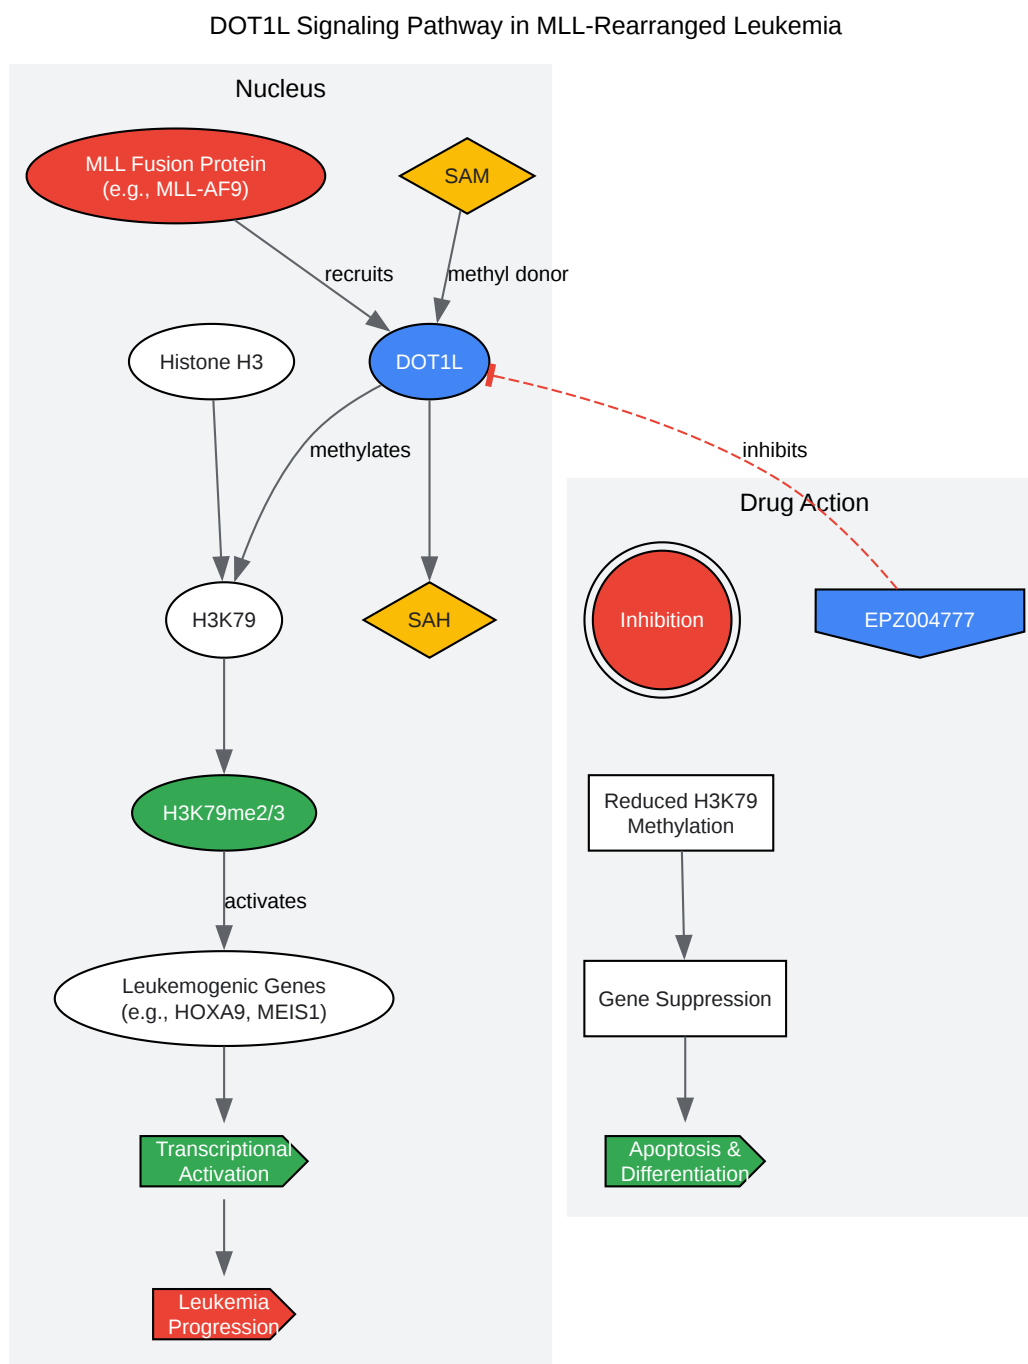 DOT1L Signaling Pathway in MLL-Rearranged Leukemia
Nucleus
MLL Fusion Protein
(e.g., MLL-AF9)
SAM
recruits
methyl donor
Histone H3
DOT1L
methylates
inhibits
Drug Action
H3K79
SAH
Inhibition
EPZ004777
H3K79me2/3
Reduced H3K79
Methylation
activates
Leukemogenic Genes
(e.g., HOXA9, MEIS1)
Gene Suppression
Transcriptional
Activation
Apoptosis &
Differentiation
Leukemia
Progression